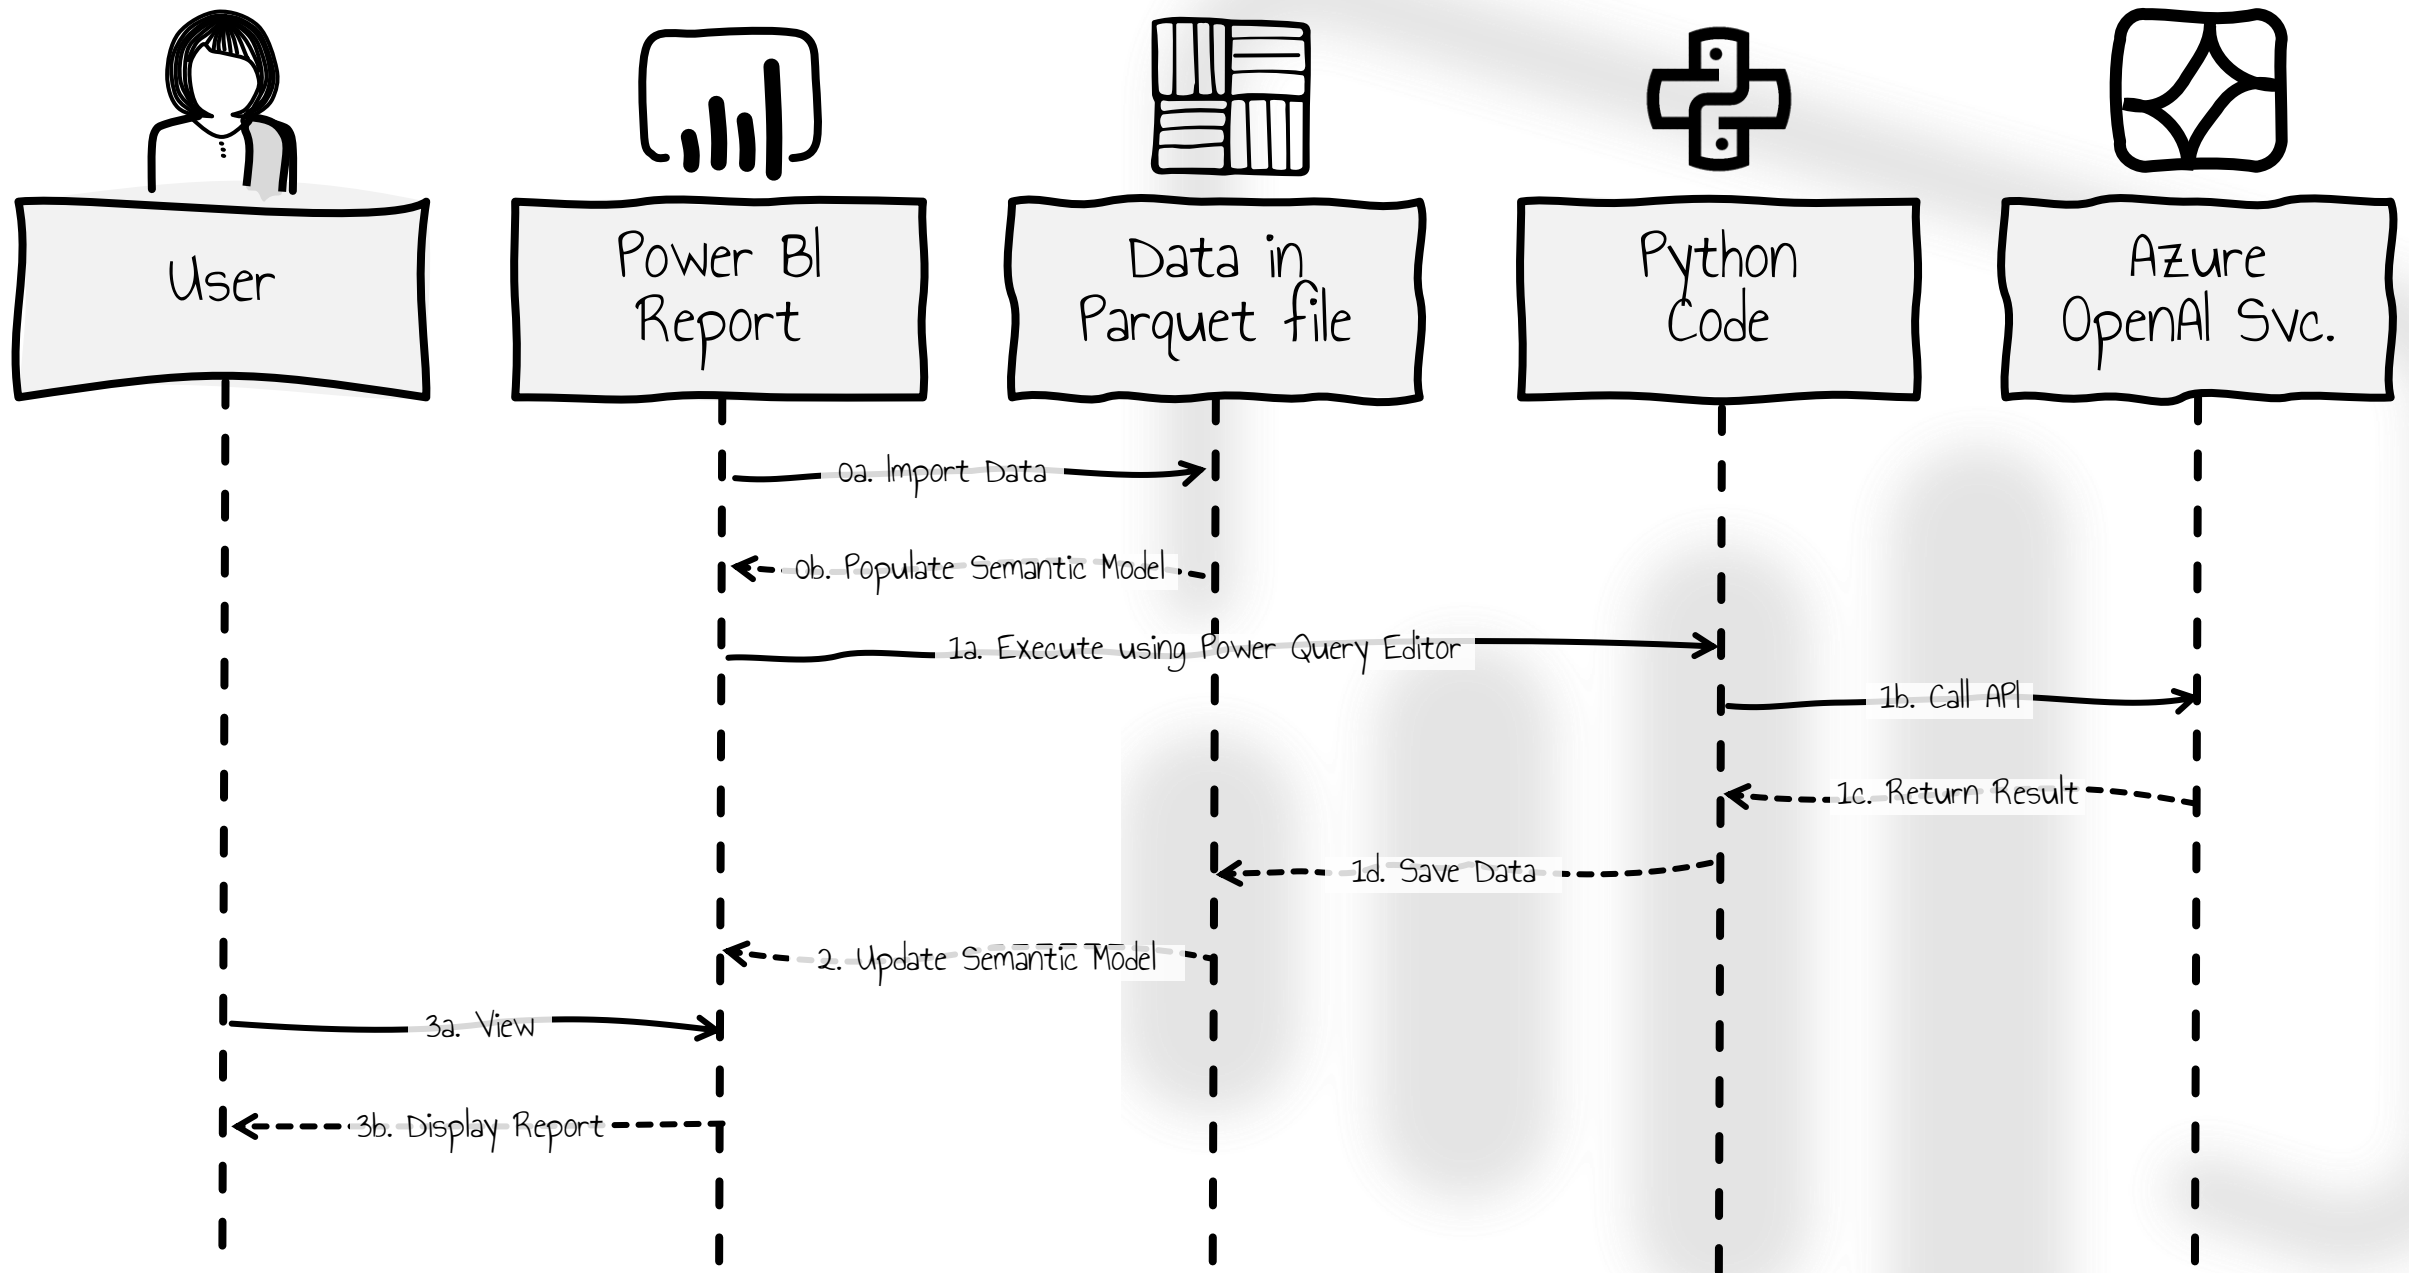 User
Power BI
Report
Data in
Parquet file
Python
Code
Azure
OpenAI Svc.
0a. Import Data
0b. Populate Semantic Model
1a. Execute using Power Query Editor
1b. Call API
1c. Return Result
1d. Save Data
2. Update Semantic Model
3a. View
3b. Display Report